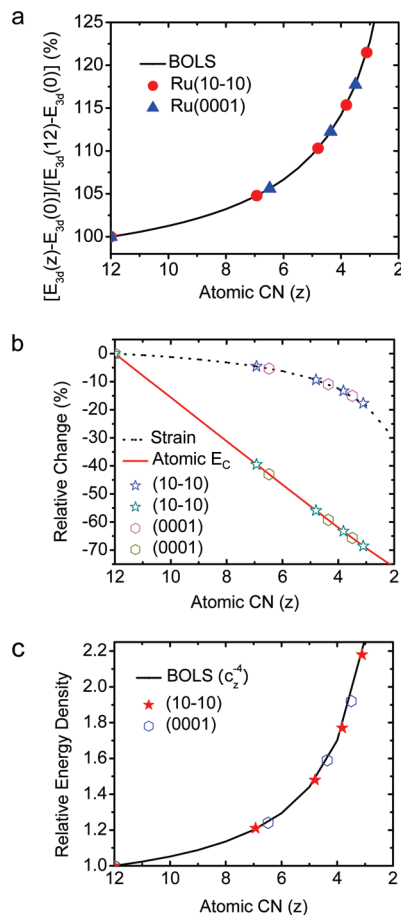 a
[E3d(z)-E3d(0)]/[E3d(12)-E3d(0)] (%)
125
120
115
110
105
100
BOLS
Ru(10-10)
Ru(0001)
12 10 8 6 4 2
Atomic CN (z)
b
Relative Change (%)
0
-10
-20
-30
-40
-50
-60
-70
Strain
Atomic EC
(10-10)
(10-10)
(0001)
(0001)
12 10 8 6 4 2
Atomic CN (z)
c
Relative Energy Density
2.2
2.0
1.8
1.6
1.4
1.2
1.0
BOLS (cz-4)
(10-10)
(0001)
12 10 8 6 4 2
Atomic CN (z)